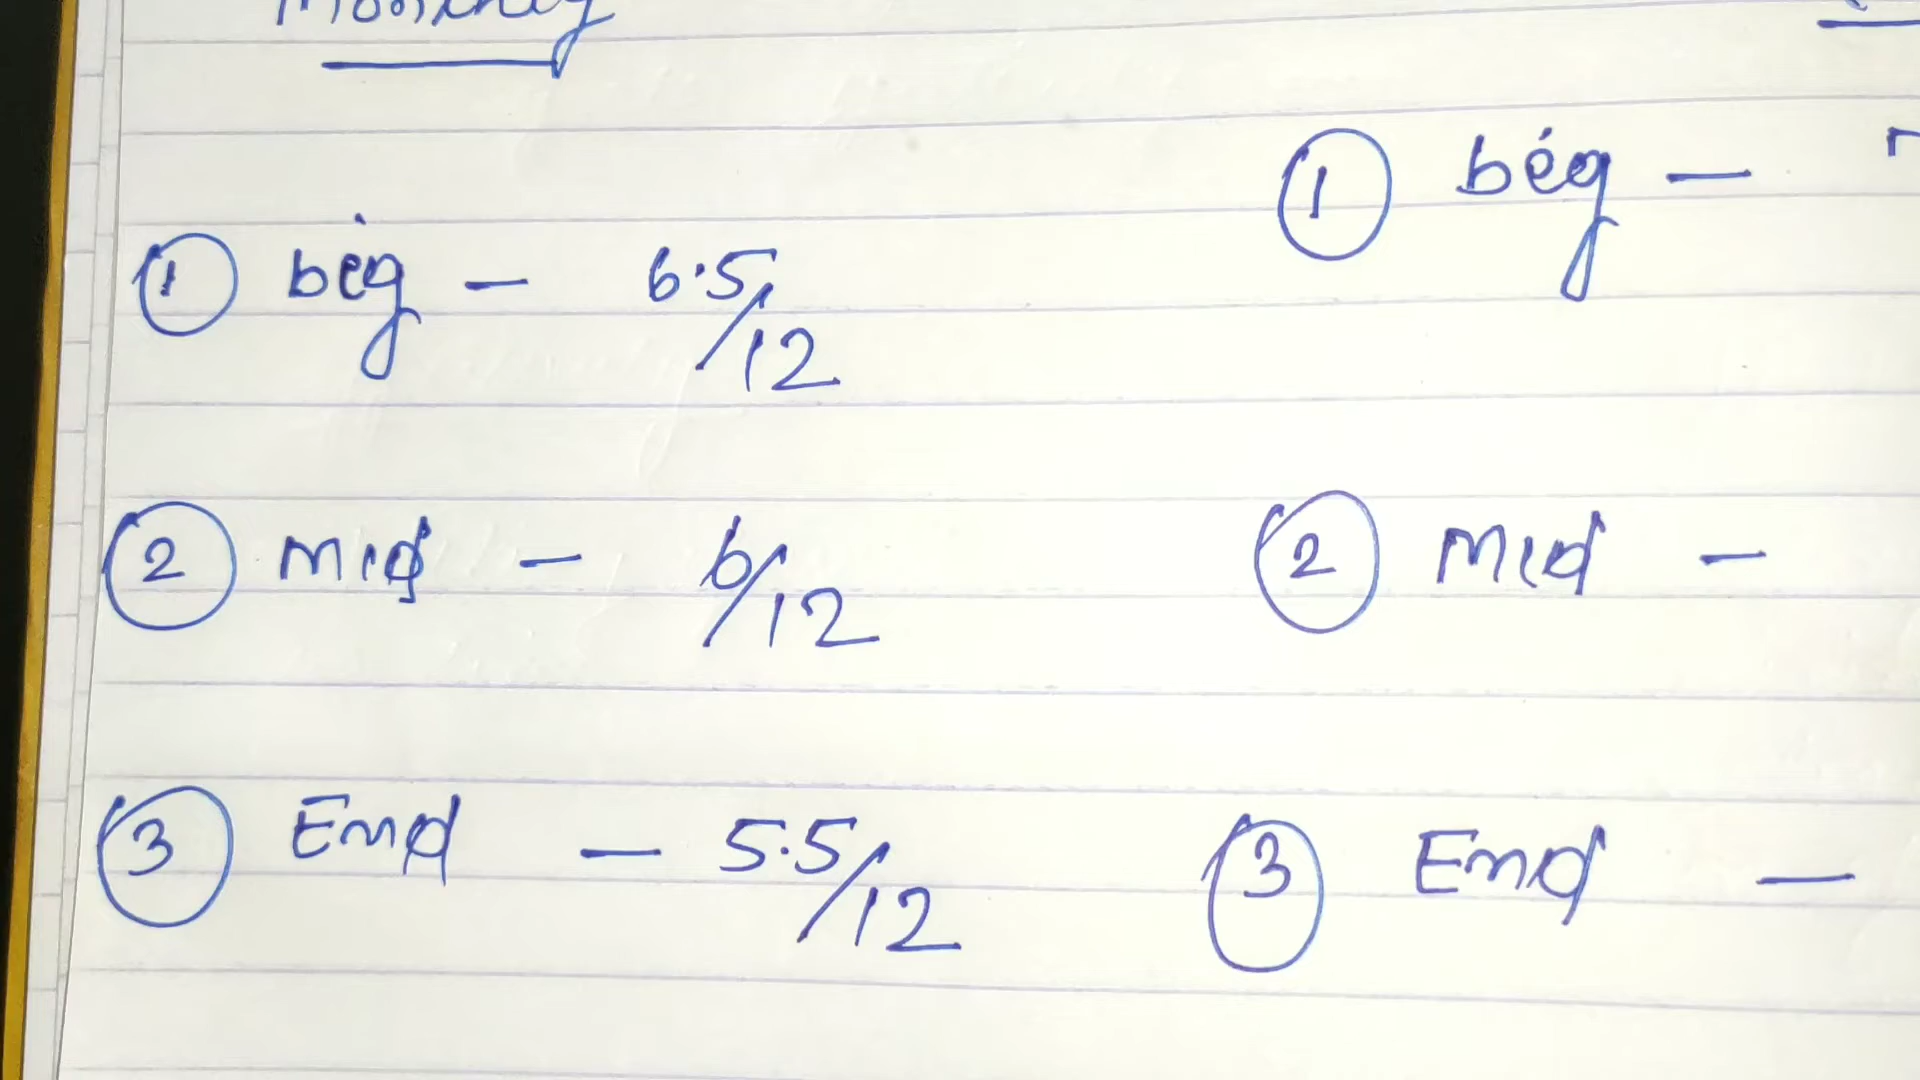 Monthly
① beg - 6.5/12
② Mid - 6/12
③ End - 5.5/12
① beg -
② Mid -
③ End -